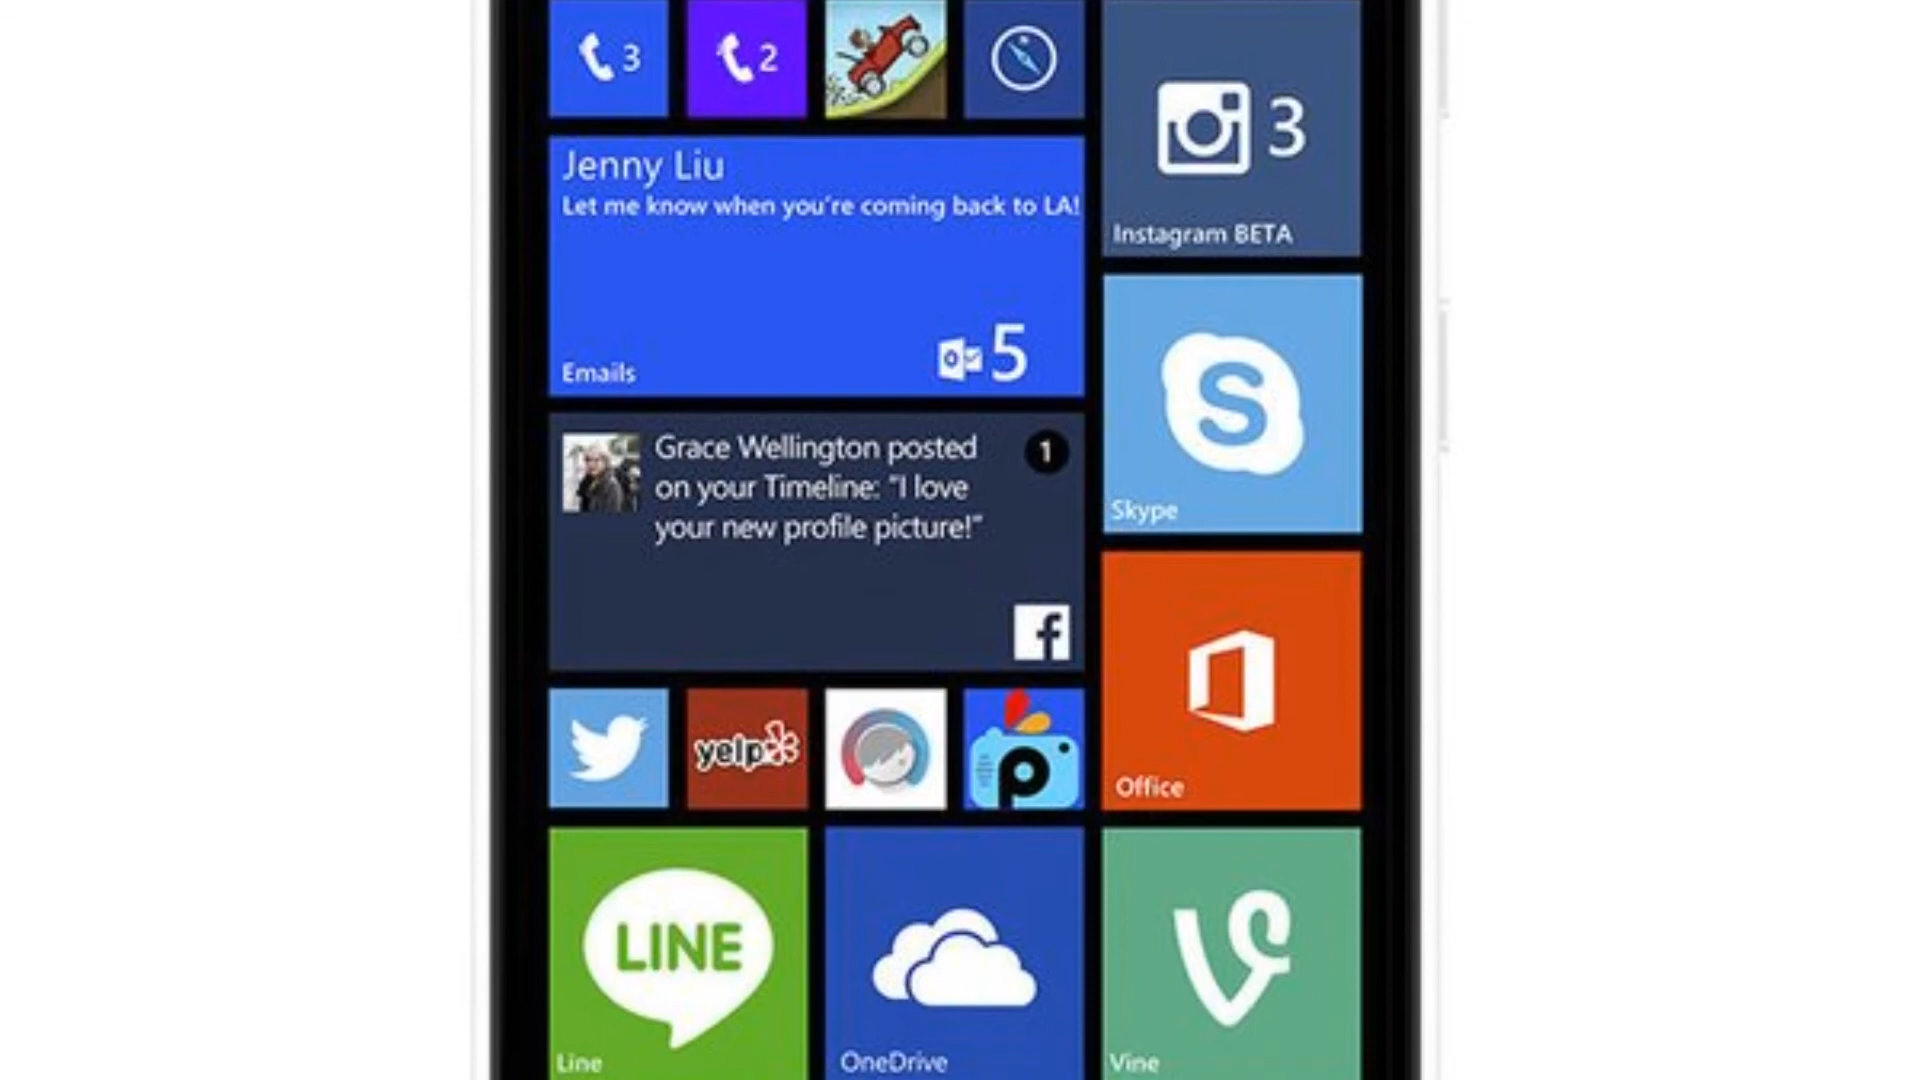 3
2
3
Instagram BETA
Jenny Liu
Let me know when you're coming back to LA!
5
Emails
S
Skype
Grace Wellington posted
on your Timeline: "I love
your new profile picture!"
1
f
Office
yelp
p
LINE
Line
OneDrive
Vine